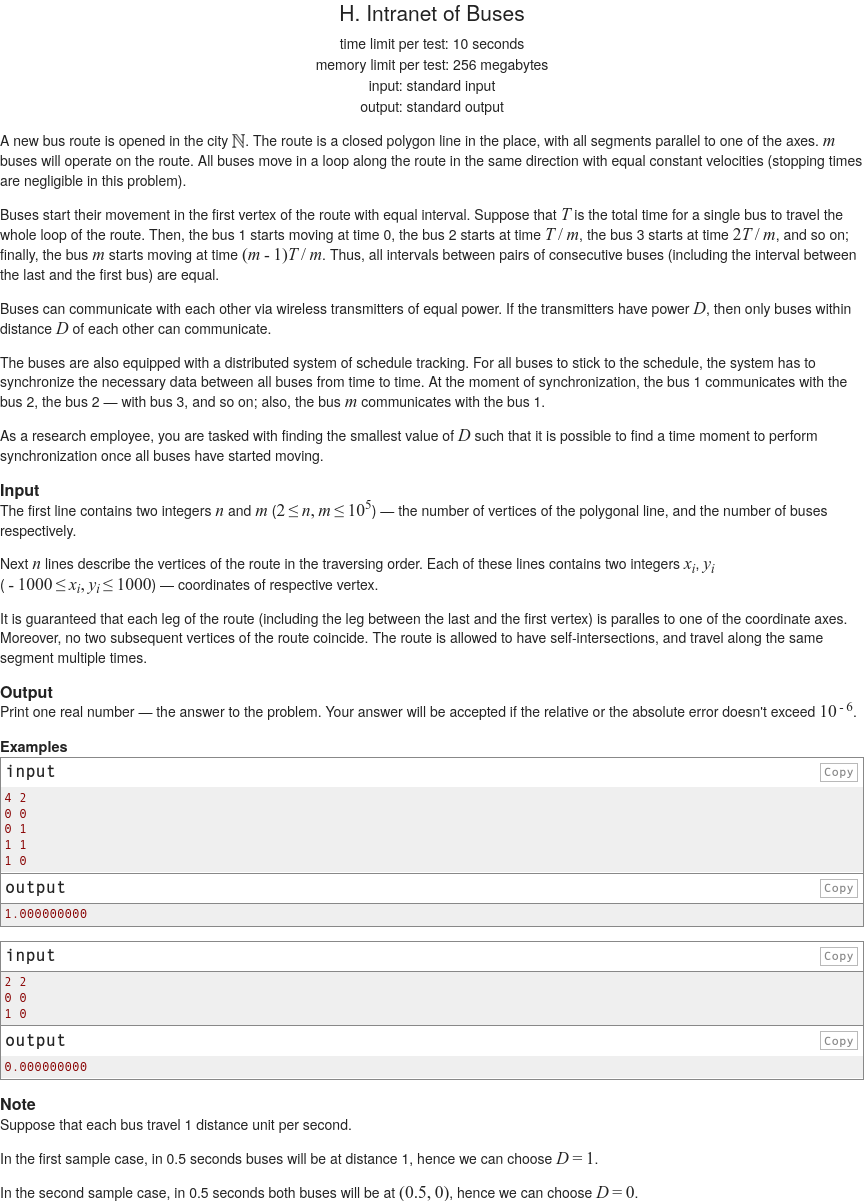 H. Intranet of Buses
time limit per test: 10 seconds
memory limit per test: 256 megabytes
input: standard input
output: standard output
A new bus route is opened in the city ℕ. The route is a closed polygon line in the place, with all segments parallel to one of the axes. m
buses will operate on the route. All buses move in a loop along the route in the same direction with equal constant velocities (stopping times
are negligible in this problem).
Buses start their movement in the first vertex of the route with equal interval. Suppose that T is the total time for a single bus to travel the
whole loop of the route. Then, the bus 1 starts moving at time 0, the bus 2 starts at time T / m, the bus 3 starts at time 2T / m, and so on;
finally, the bus m starts moving at time (m - 1)T / m. Thus, all intervals between pairs of consecutive buses (including the interval between
the last and the first bus) are equal.
Buses can communicate with each other via wireless transmitters of equal power. If the transmitters have power D, then only buses within
distance D of each other can communicate.
The buses are also equipped with a distributed system of schedule tracking. For all buses to stick to the schedule, the system has to
synchronize the necessary data between all buses from time to time. At the moment of synchronization, the bus 1 communicates with the
bus 2, the bus 2 — with bus 3, and so on; also, the bus m communicates with the bus 1.
As a research employee, you are tasked with finding the smallest value of D such that it is possible to find a time moment to perform
synchronization once all buses have started moving.
Input
The first line contains two integers n and m (2 ≤ n, m ≤ 10^5) — the number of vertices of the polygonal line, and the number of buses
respectively.
Next n lines describe the vertices of the route in the traversing order. Each of these lines contains two integers x_i, y_i
( - 1000 ≤ x_i, y_i ≤ 1000) — coordinates of respective vertex.
It is guaranteed that each leg of the route (including the leg between the last and the first vertex) is paralles to one of the coordinate axes.
Moreover, no two subsequent vertices of the route coincide. The route is allowed to have self-intersections, and travel along the same
segment multiple times.
Output
Print one real number — the answer to the problem. Your answer will be accepted if the relative or the absolute error doesn't exceed 10^{-6}.
Examples
input
Copy
4 2
0 0
0 1
1 1
1 0
output
Copy
1.000000000
input
Copy
2 2
0 0
1 0
output
Copy
0.000000000
Note
Suppose that each bus travel 1 distance unit per second.
In the first sample case, in 0.5 seconds buses will be at distance 1, hence we can choose D = 1.
In the second sample case, in 0.5 seconds both buses will be at (0.5, 0), hence we can choose D = 0.